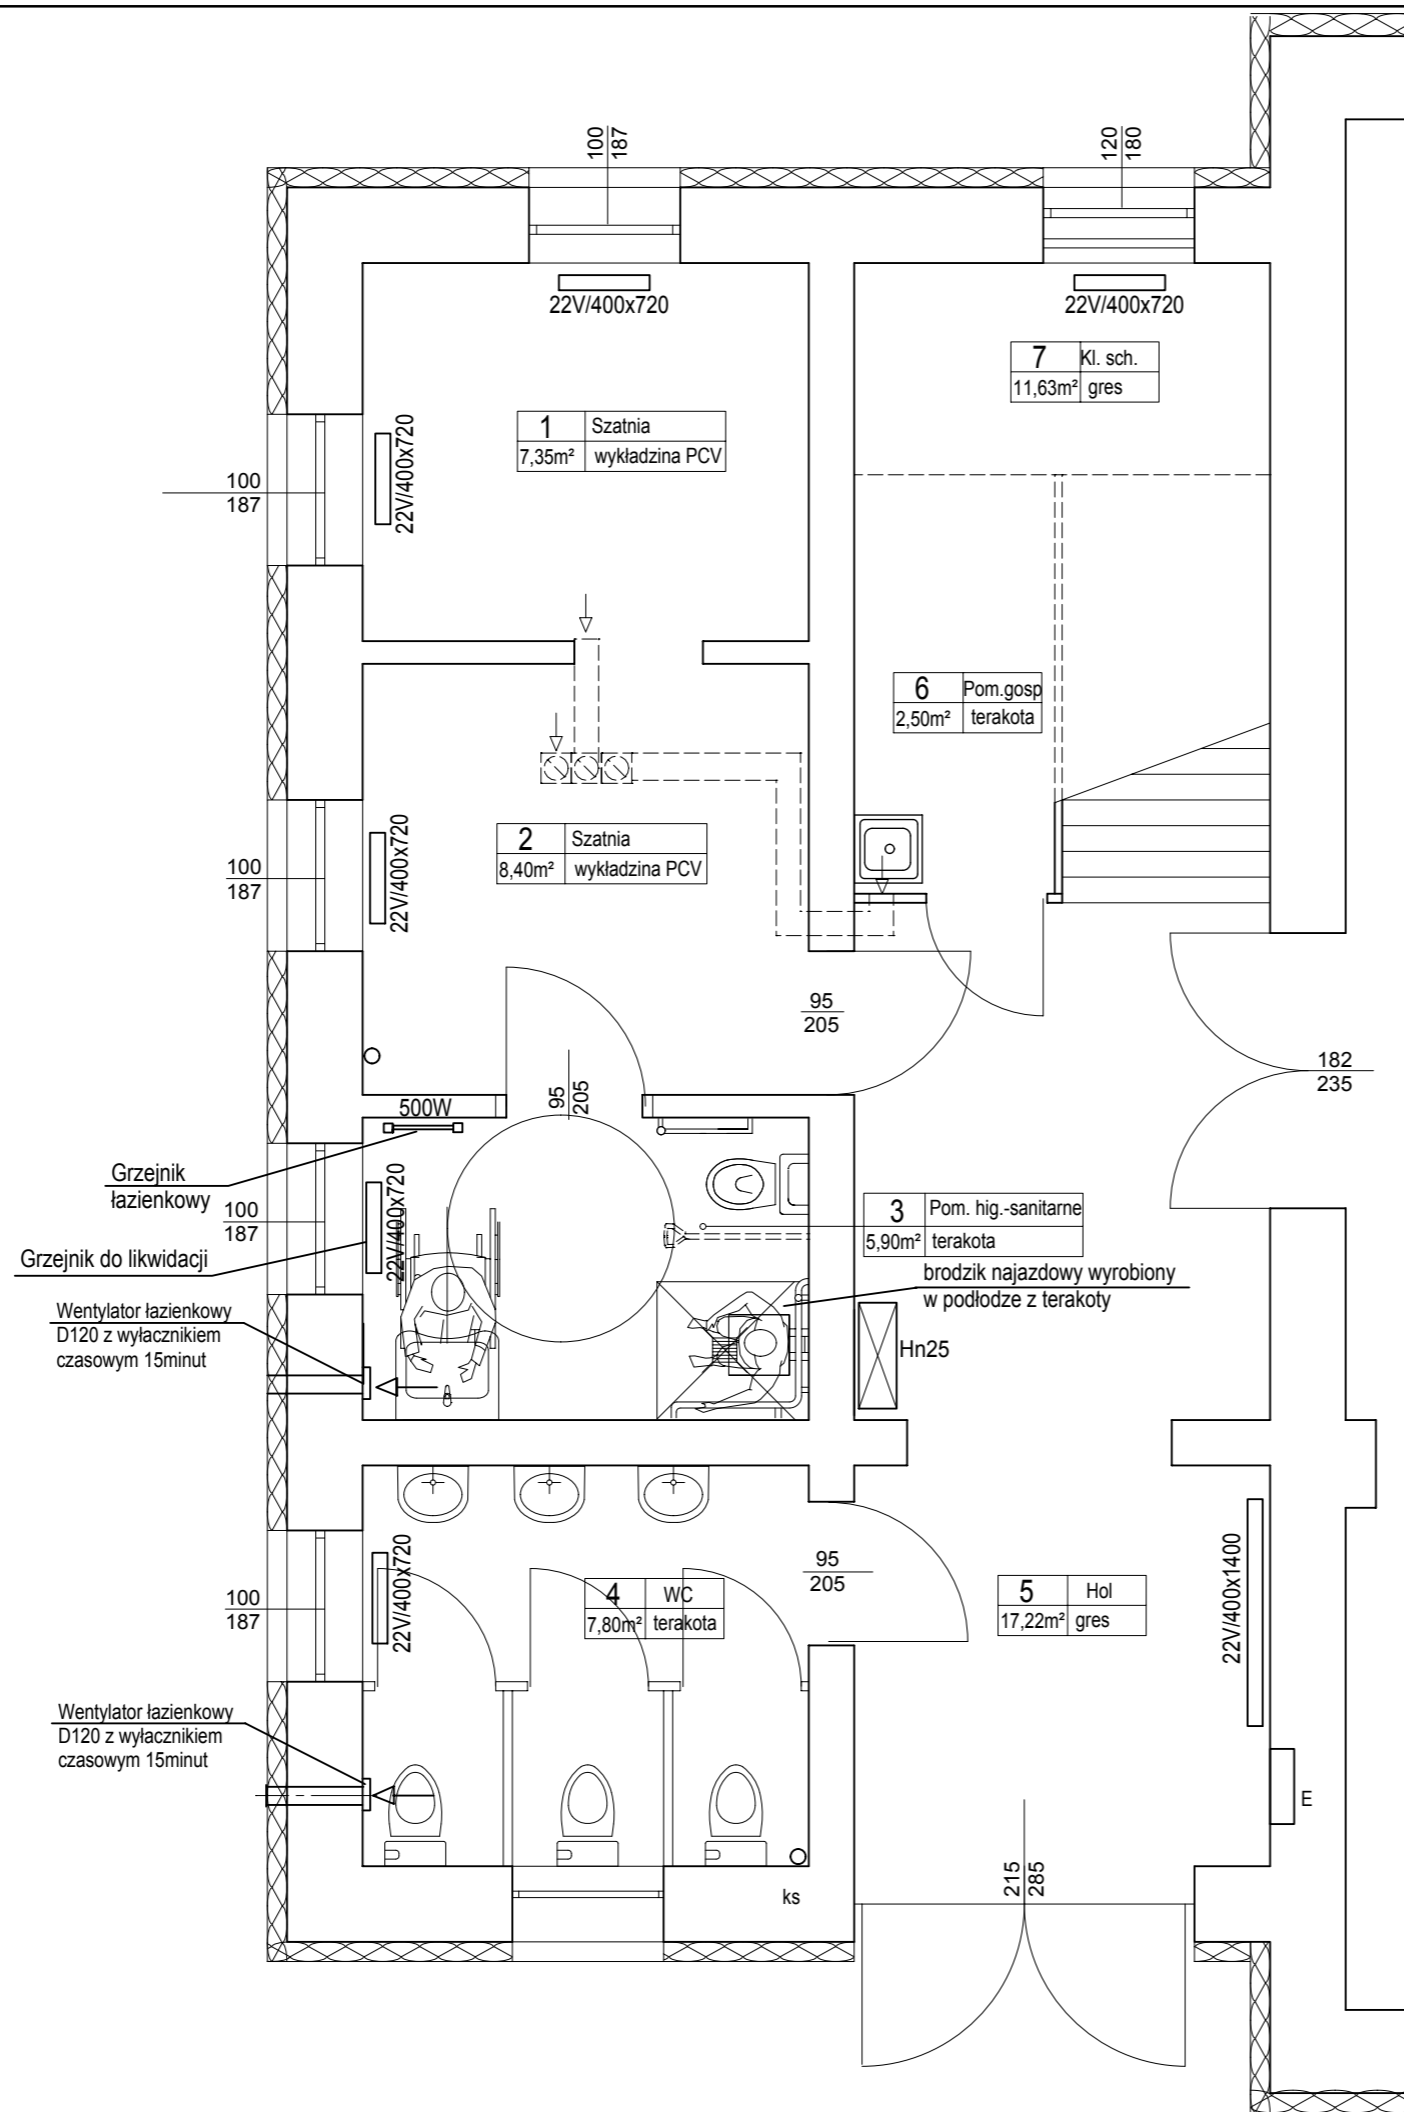 100
187
120
180
22V/400x720
22V/400x720
7 Kl. sch.
11,63m² gres
1 Szatnia
7,35m² wykładzina PCV
22V/400x720
100
187
6 Pom.gosp
2,50m² terakota
2 Szatnia
8,40m² wykładzina PCV
22V/400x720
100
187
95
205
182
235
95
205
500W
Grzejnik
łazienkowy
22V/400x720
100
187
3 Pom. hig.-sanitarne
5,90m² terakota
Grzejnik do likwidacji
brodzik najazdowy wyrobiony
w podłodze z terakoty
Wentylator łazienkowy
D120 z wyłacznikiem
czasowym 15minut
Hn25
22V/400x720
95
205
4 WC
7,80m² terakota
5 Hol
17,22m² gres
22V/400x1400
100
187
Wentylator łazienkowy
D120 z wyłacznikiem
czasowym 15minut
E
215
285
ks